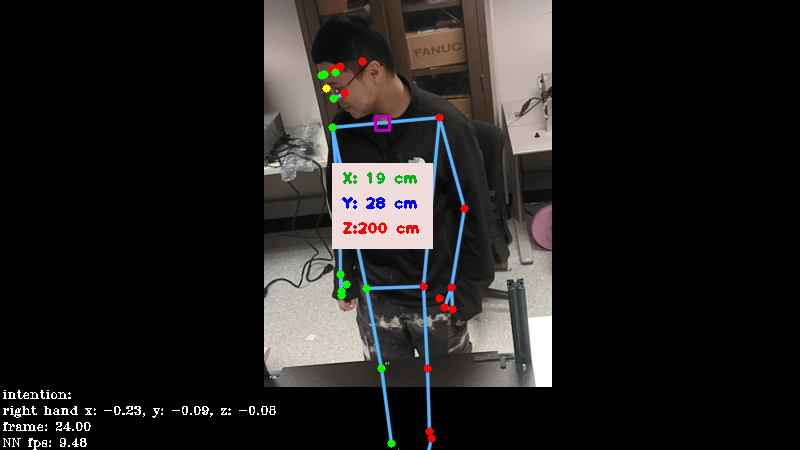 FANUC
X: 19 cm
Y: 28 cm
Z:200 cm
intention:
right hand x: -0.23, y: -0.09, z: -0.08
frame: 24.00
NN fps: 9.48